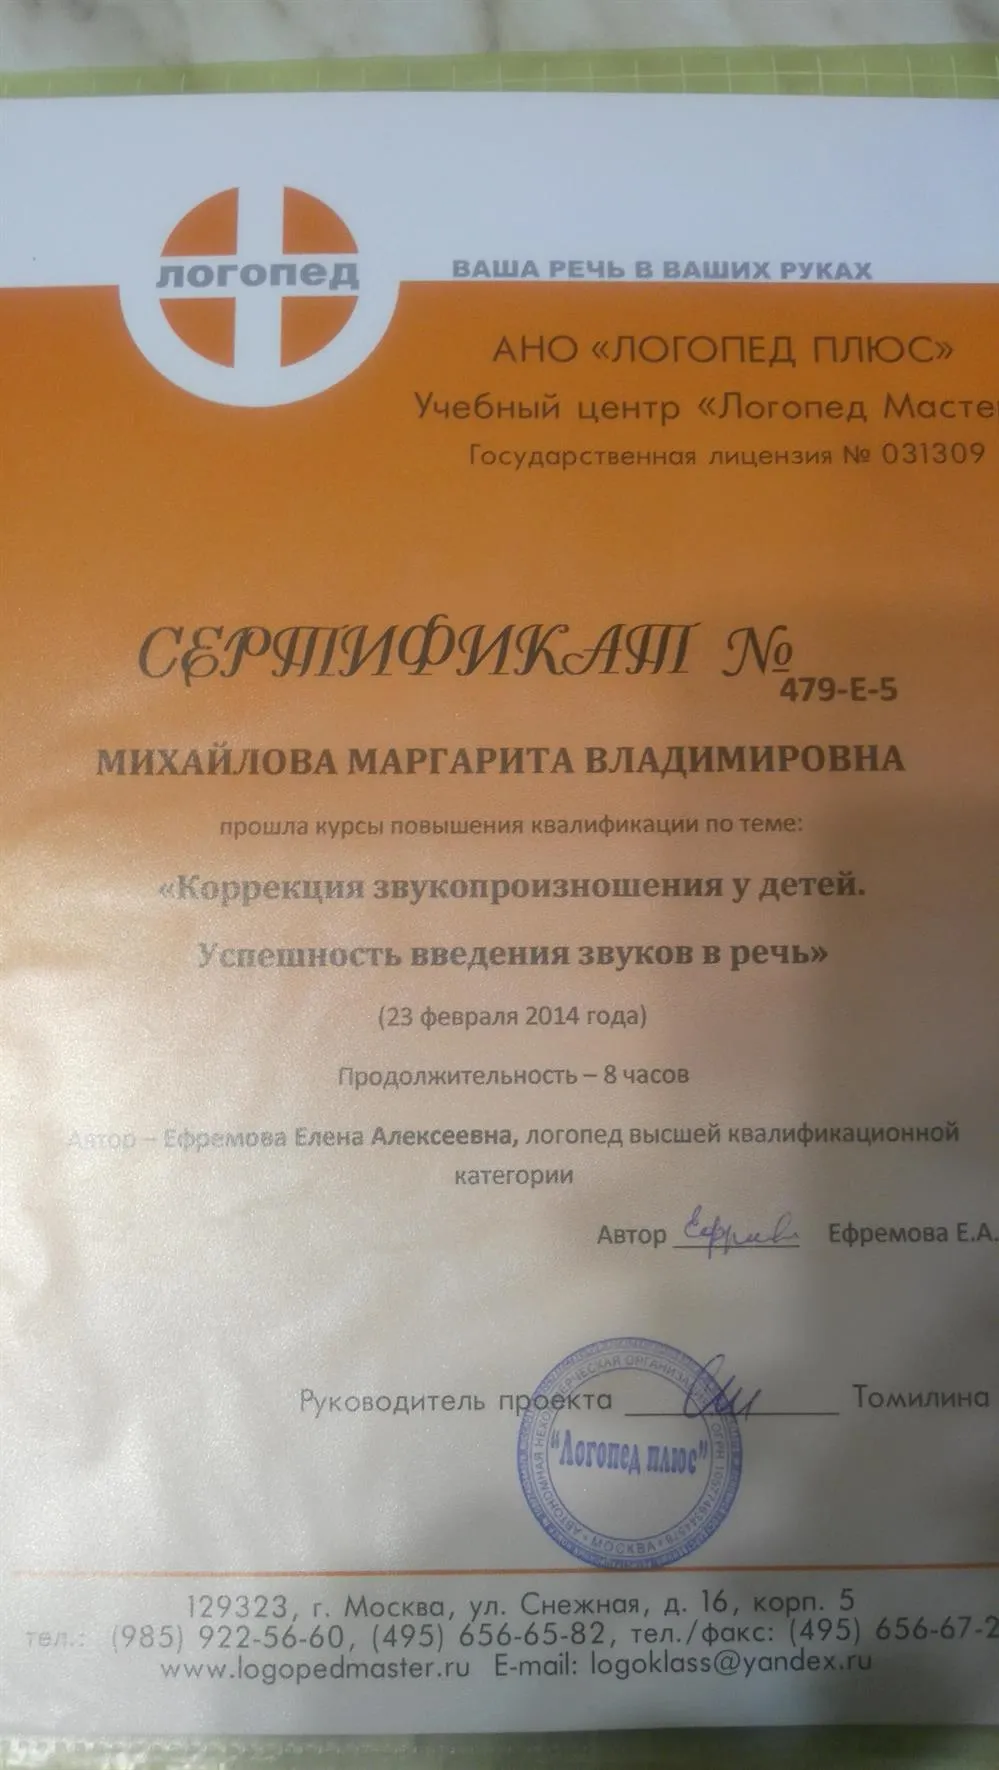 логопед
ВАША РЕЧЬ В ВАШИХ РУКАХ
АНО «ЛОГОПЕД ПЛЮС»
Учебный центр «Логопед Масте
Государственная лицензия № 031309
СЕРТИФИКАТ №
479-Е-5
МИХАЙЛОВА МАРГАРИТА ВЛАДИМИРОВНА
прошла курсы повышения квалификации по теме:
«Коррекция звукопроизношения у детей.
Успешность введения звуков в речь»
(23 февраля 2014 года)
Продолжительность – 8 часов
Автор – Ефремова Елена Алексеевна, логопед высшей квалификационной
категории
Автор Ефремова Е.А.
Руководитель проекта Томилина
АВТОНОМНАЯ НЕКОММЕРЧЕСКАЯ ОРГАНИЗА
"Логопед плюс"
МОСКВА
129323, г. Москва, ул. Снежная, д. 16, корп. 5
тел.: (985) 922-56-60, (495) 656-65-82, тел./факс: (495) 656-67-2
www.logopedmaster.ru E-mail: logoklass@yandex.ru